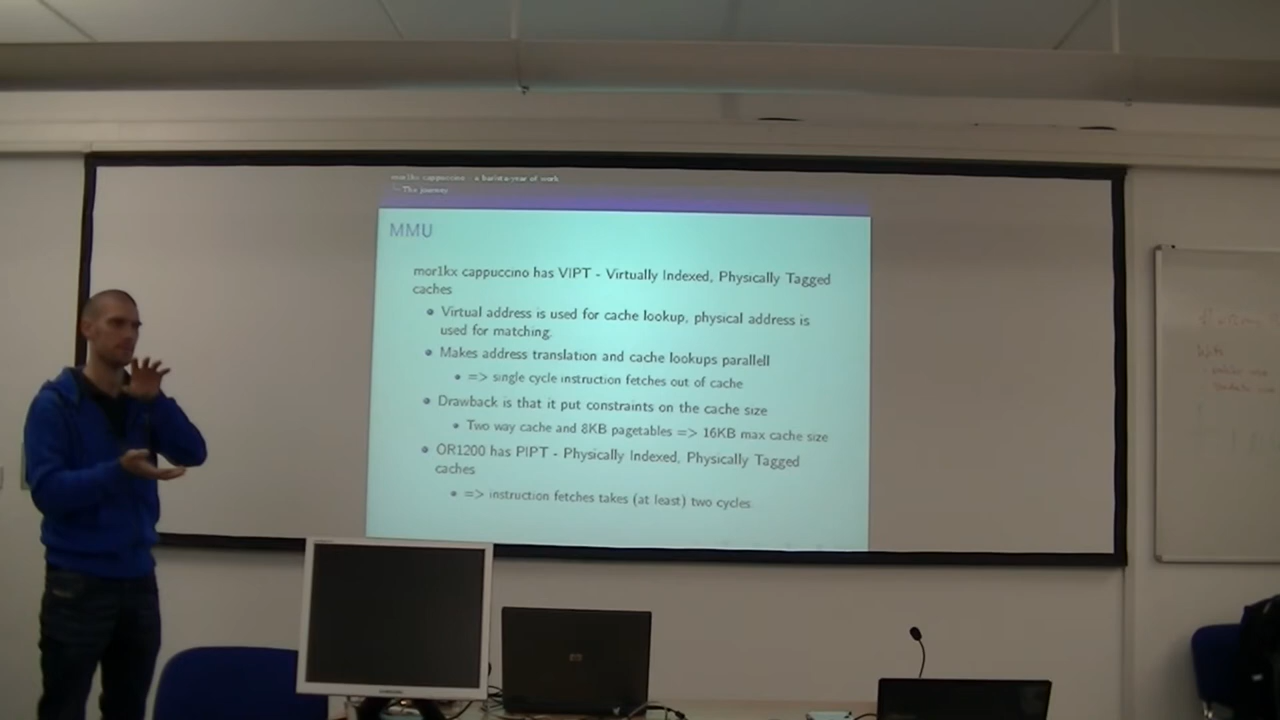 mor1kx cappuccino - a barista-year of work
The journey
MMU
mor1kx cappuccino has VIPT - Virtually Indexed, Physically Tagged
caches
Virtual address is used for cache lookup, physical address is
used for matching.
Makes address translation and cache lookups parallell
=> single cycle instruction fetches out of cache
Drawback is that it put constraints on the cache size
Two way cache and 8KB pagetables => 16KB max cache size
OR1200 has PIPT - Physically Indexed, Physically Tagged
caches
=> instruction fetches takes (at least) two cycles
SAMSUNG
hp